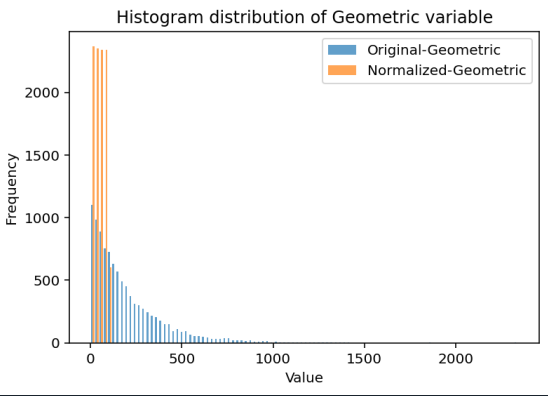 Histogram distribution of Geometric variable
Original-Geometric
Normalized-Geometric
2000
1500
1000
500
0
Frequency
0 500 1000 1500 2000
Value